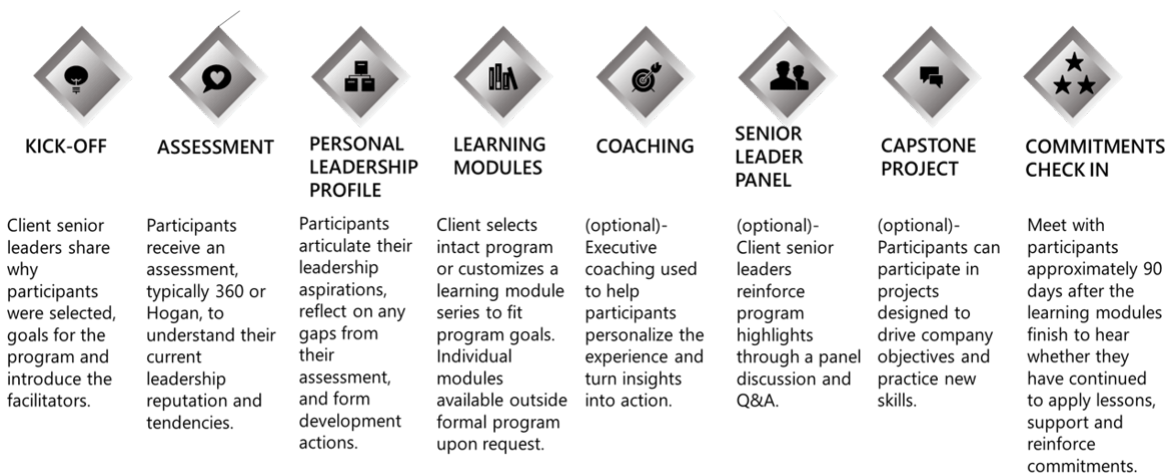 KICK-OFF
Client senior
leaders share
why
participants
were selected,
goals for the
program and
introduce the
facilitators.
ASSESSMENT
Participants
receive an
assessment,
typically 360 or
Hogan, to
understand their
current
leadership
reputation and
tendencies.
PERSONAL
LEADERSHIP
PROFILE
Participants
articulate their
leadership
aspirations,
reflect on any
gaps from
their
assessment,
and form
development
actions.
LEARNING
MODULES
Client selects
intact program
or customizes a
learning module
series to fit
program goals.
Individual
modules
available outside
formal program
upon request.
COACHING
(optional)-
Executive
coaching used
to help
participants
personalize the
experience and
turn insights
into action.
SENIOR
LEADER
PANEL
(optional)-
Client senior
leaders
reinforce
program
highlights
through a panel
discussion and
Q&A.
CAPSTONE
PROJECT
(optional)-
Participants can
participate in
projects
designed to
drive company
objectives and
practice new
skills.
COMMITMENTS
CHECK IN
Meet with
participants
approximately 90
days after the
learning modules
finish to hear
whether they
have continued
to apply lessons,
support and
reinforce
commitments.